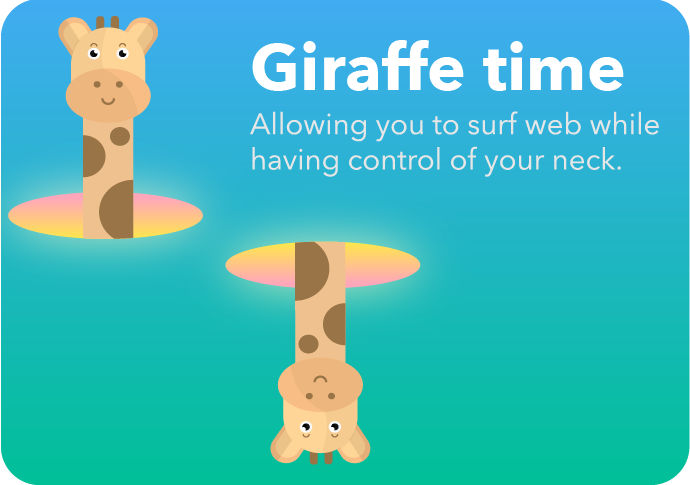 Giraffe time
Allowing you to surf web while
having control of your neck.